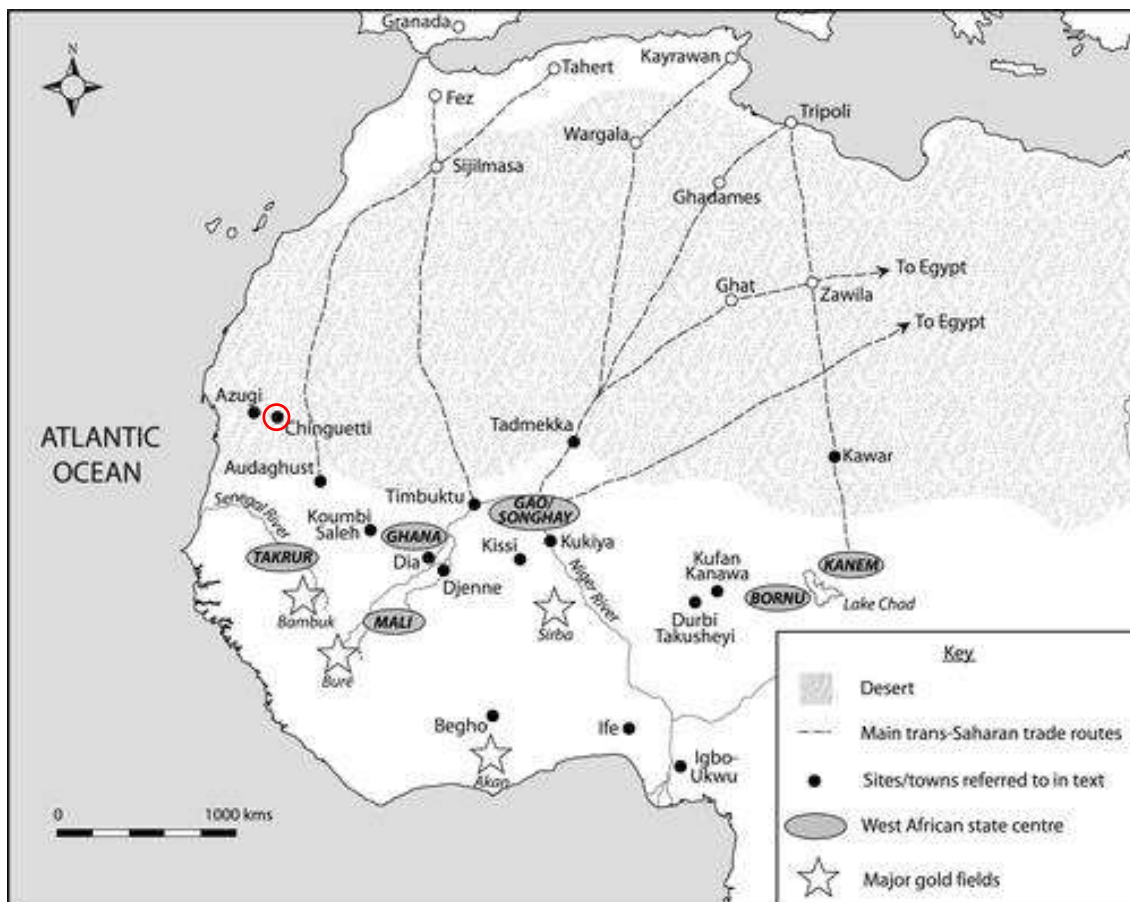 Granada
N
Kayrawan
Tahert
Fez
Tripoli
Wargala
Sijilmasa
Ghadames
To Egypt
Ghat
Zawila
To Egypt
Azugi
Chinguetti
ATLANTIC
OCEAN
Tadmekka
Kawar
Audaghust
Timbuktu
GAO/
SONGHAY
Senegal River
Koumbi
Saleh
GHANA
Kissi
Kukiya
TAKRUR
Dia
Djenne
Niger River
Kufan
Kanawa
KANEM
BORNU
Lake Chad
Bambuk
MALI
Sirba
Durbi
Takusheyi
Buré
Begho
Ife
Akan
Igbo-
Ukwu
0
1000 kms
Key
Desert
Main trans-Saharan trade routes
Sites/towns referred to in text
West African state centre
Major gold fields